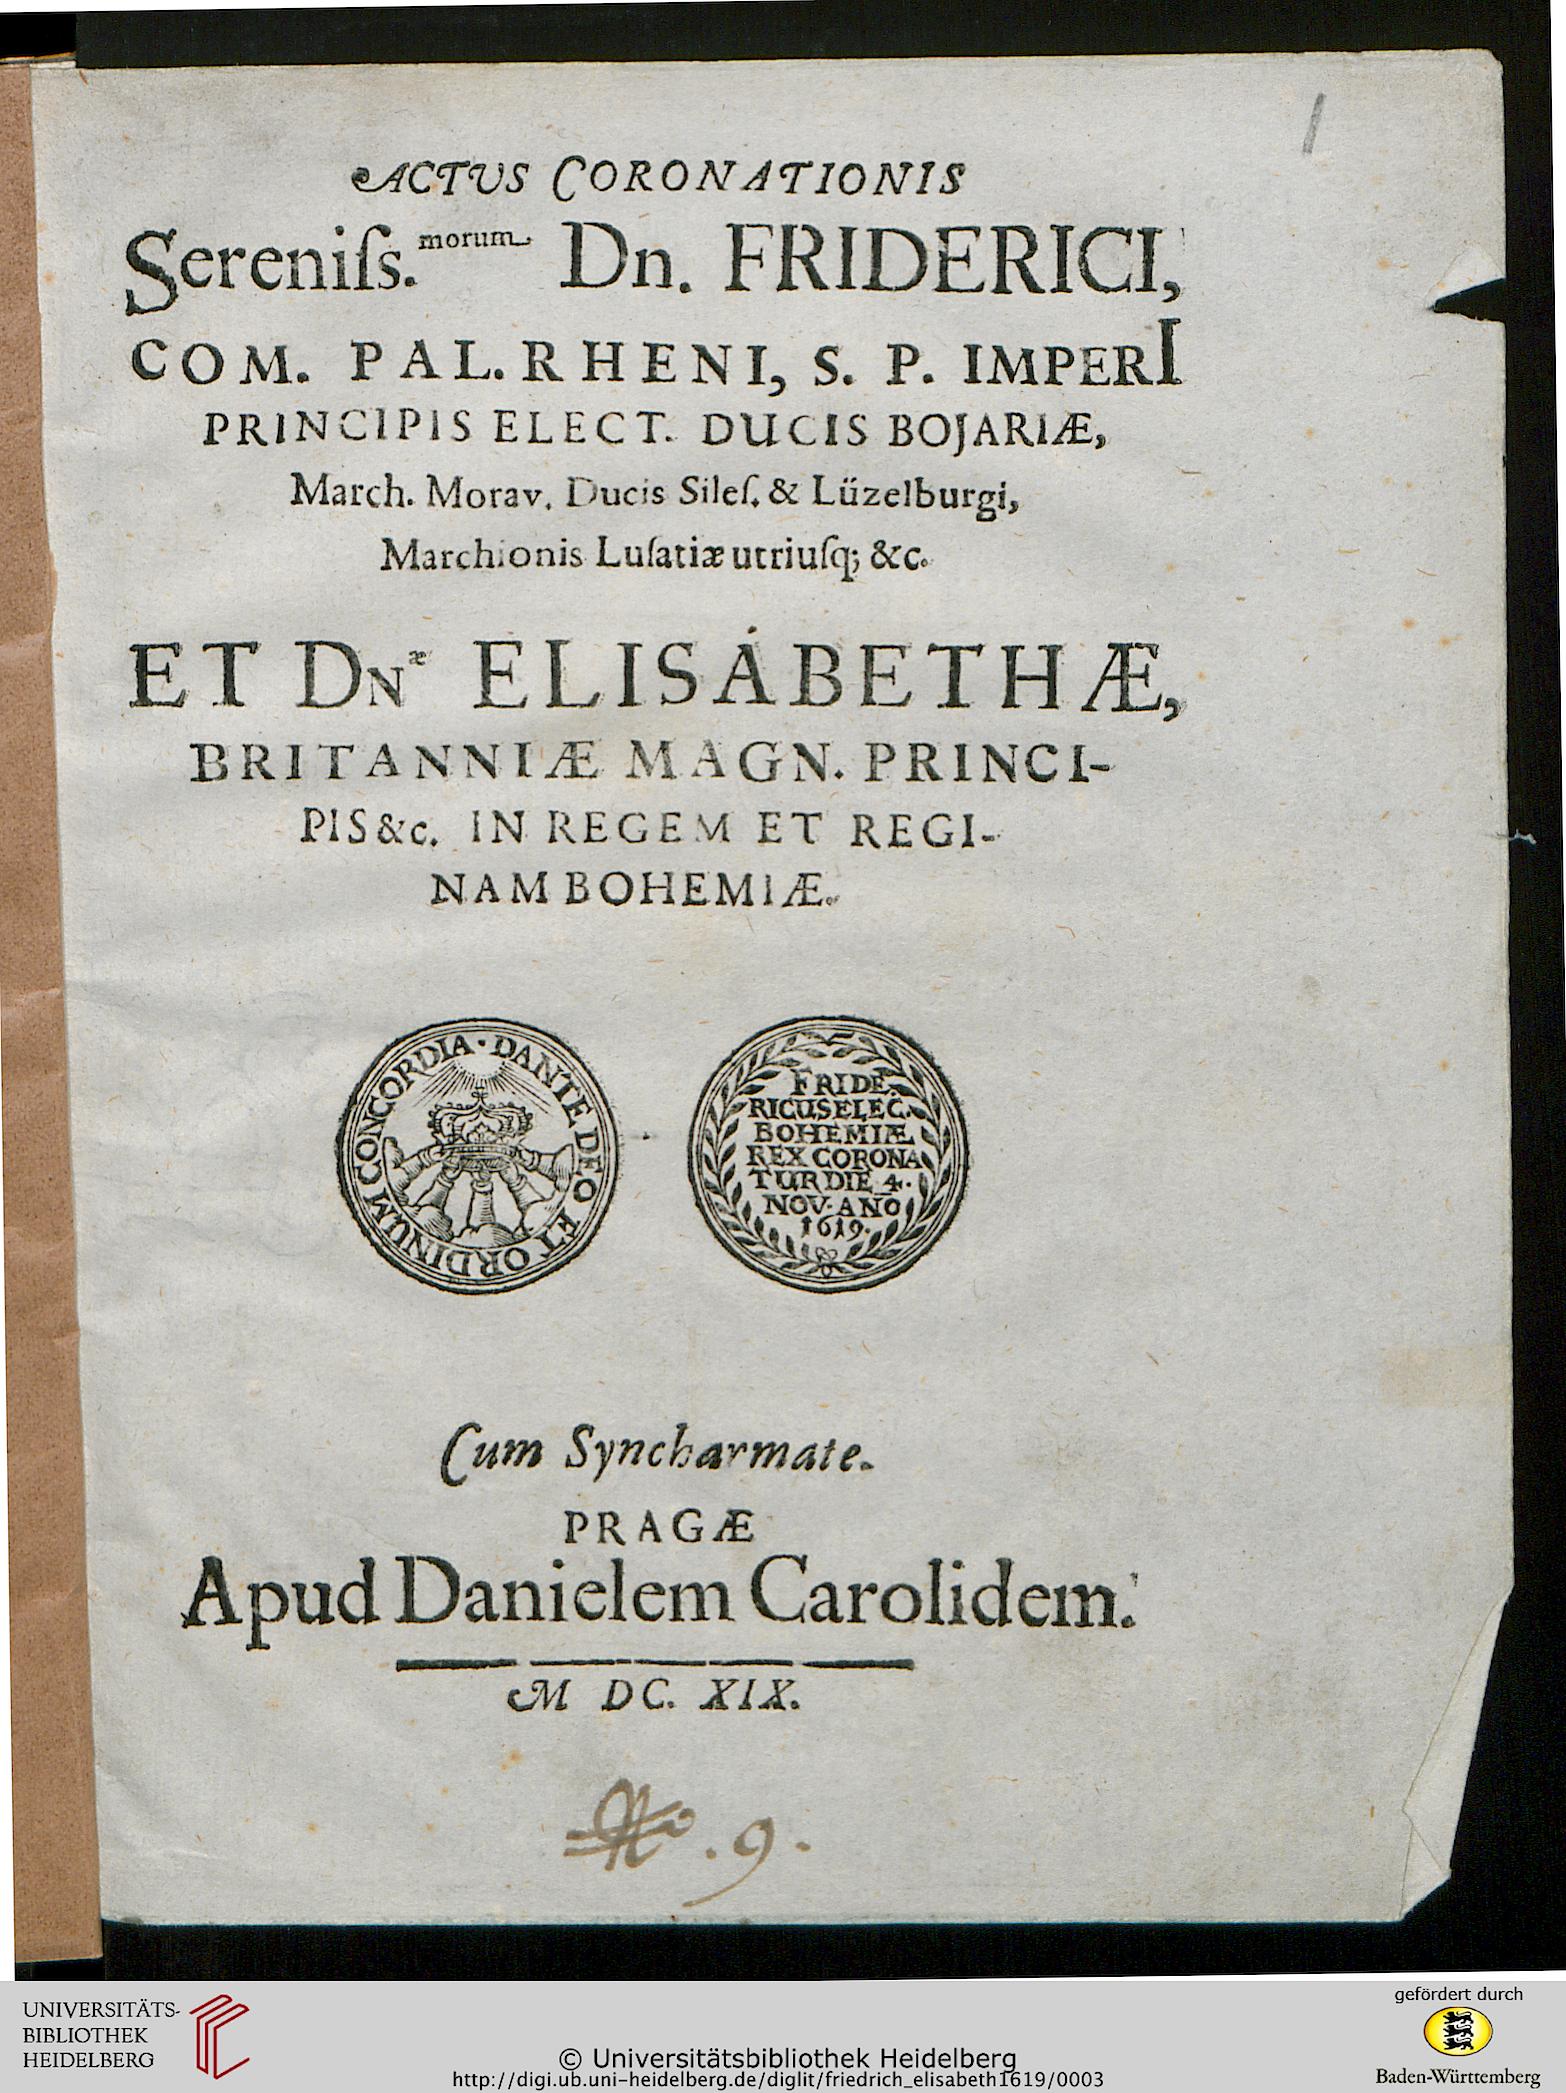 1
ACTVS CORONATIONIS
Sereniſs.morum Dn. FRIDERICI,
COM. PAL. RHENI, S. P. IMPERI
PRINCIPIS ELECT. DUCIS BOJARIÆ,
March. Morav. Ducis Sileſ. & Lüzelburgi,
Marchionis Luſatiæ utriuſq; &c.
ET DNæ ELISABETHÆ,
BRITANNIÆ MAGN. PRINCI-
PIS &c. IN REGEM ET REGI-
NAM BOHEMIÆ.
DANTE DEO ET ORDINUM CONCORDIA ·
FRIDE
RICUS ELEC.
BOHEMIÆ
REX CORONA
TUR DIE 4.
NOV. ANO
1619.
Cum Syncharmate.
PRAGÆ
Apud Danielem Carolidem.
M DC. XIX.
No. 9.
UNIVERSITÄTS-
BIBLIOTHEK
HEIDELBERG
© Universitätsbibliothek Heidelberg
http://digi.ub.uni-heidelberg.de/diglit/friedrich_elisabeth1619/0003
gefördert durch
Baden-Württemberg